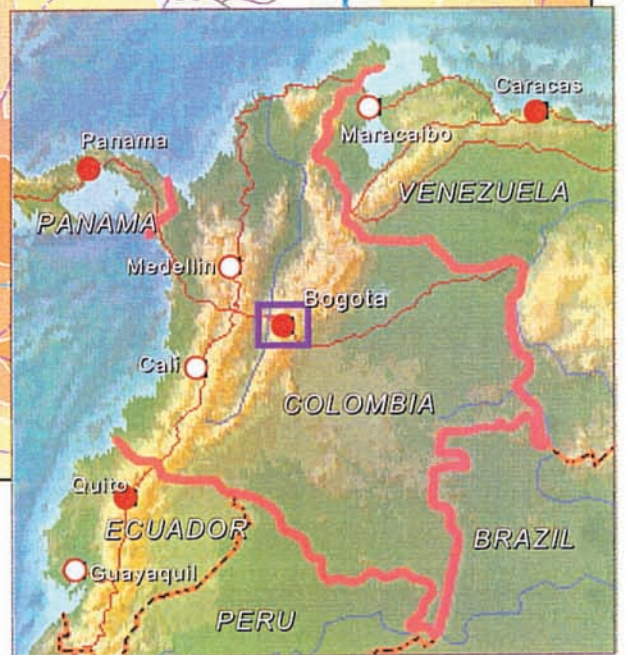 Caracas
Maracaibo
Panama
VENEZUELA
PANAMA
Medellin
Bogota
Cali
COLOMBIA
Quito
ECUADOR
BRAZIL
Guayaquil
PERU